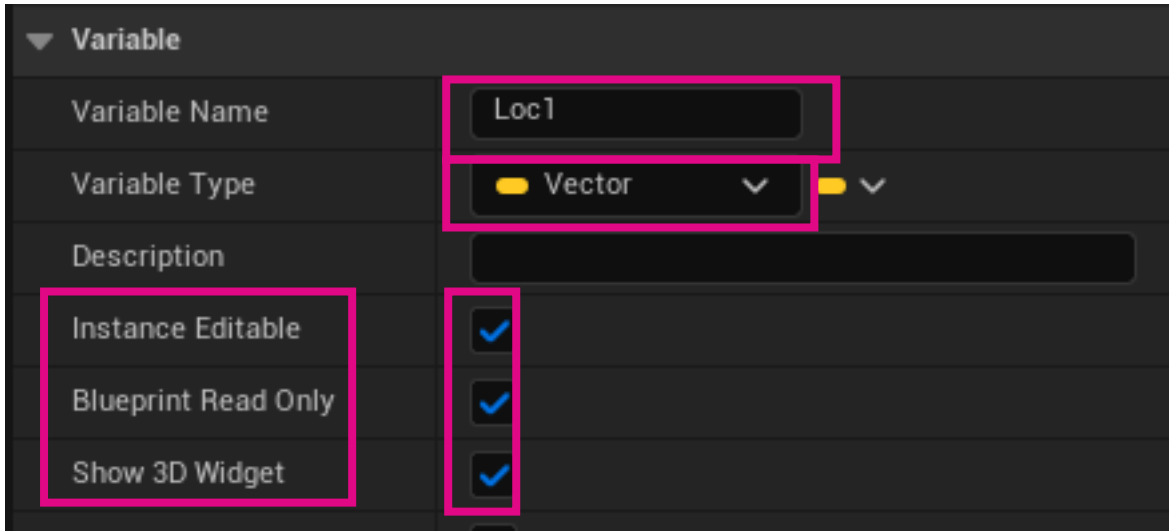 Variable
Variable Name Loc1
Variable Type Vector
Description
Instance Editable
Blueprint Read Only
Show 3D Widget